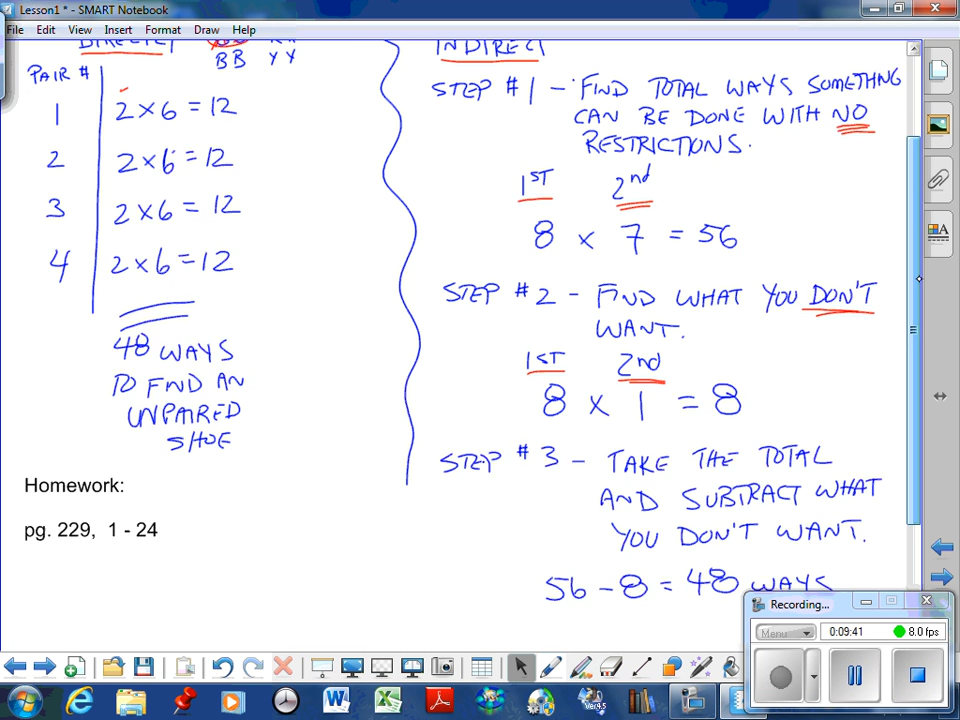 Lesson1 * - SMART Notebook
File Edit View Insert Format Draw Help
DIRECTLY
BB YY
PAIR #
1 2 × 6 = 12
2 2 × 6 = 12
3 2 × 6 = 12
4 2 × 6 = 12
48 WAYS
TO FIND AN
UNPAIRED
SHOE
Homework:
pg. 229, 1 - 24
INDIRECT
STEP #1 - FIND TOTAL WAYS SOMETHNG
CAN BE DONE WITH NO
RESTRICTIONS.
1ST 2nd
8 × 7 = 56
STEP #2 - FIND WHAT YOU DON'T
WANT.
1ST 2nd
8 × 1 = 8
STEP #3 - TAKE THE TOTAL
AND SUBTRACT WHAT
YOU DON'T WANT.
56 - 8 = 48 WAYS
Recording...
Menu 0:09:41 8.0 fps